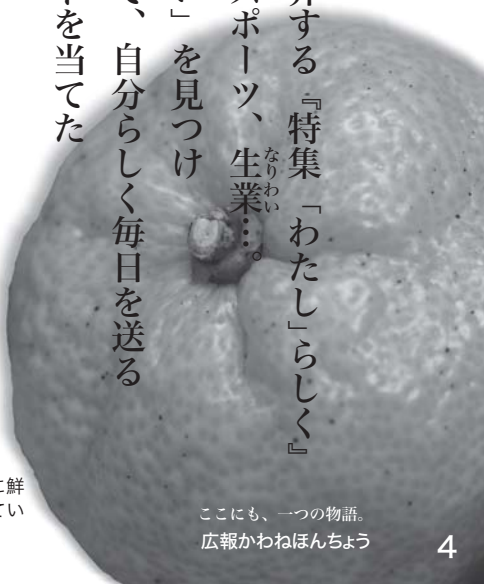 する『特集「わたし」らしく』
ポーツ、生業…。
なりわい
」を見つけ
、自分らしく毎日を送る
を当てた
に鮮
てい
ここにも、一つの物語。
広報かわねほんちょう
4